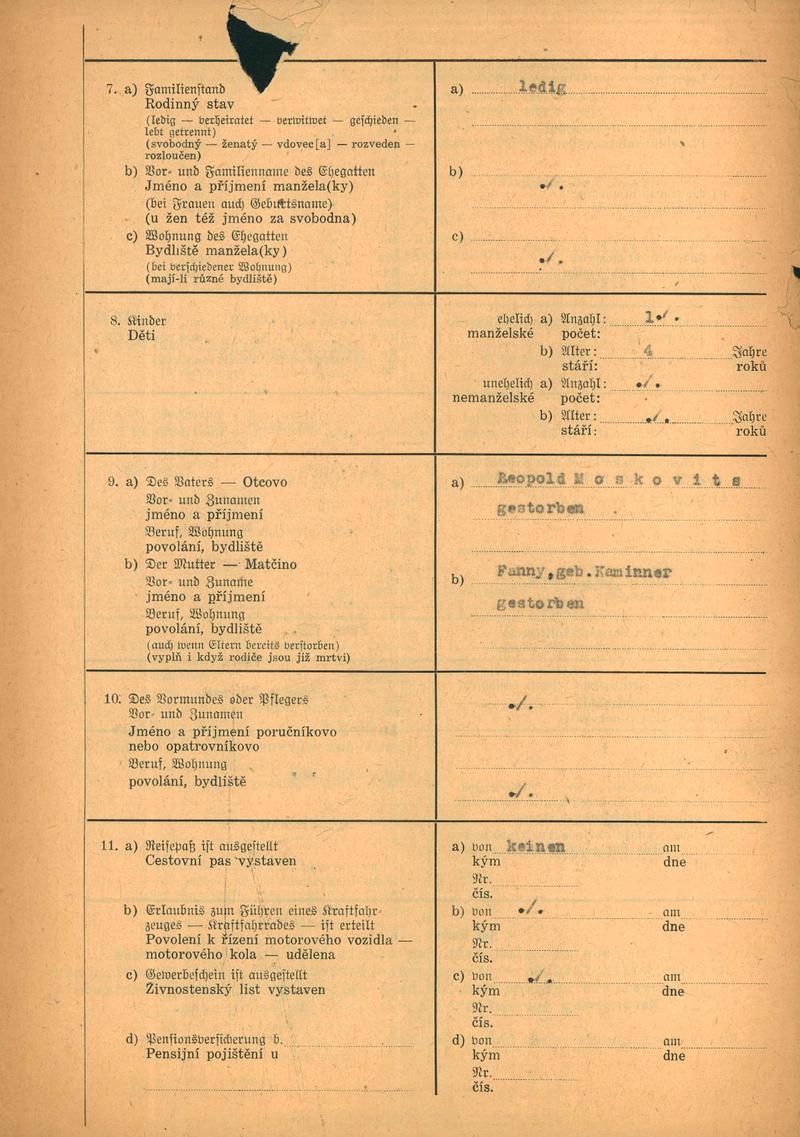 7. a) Familienstand
Rodinný stav
(ledig — verheiratet — verwitwet — geschieden —
lebt getrennt)
(svobodný — ženatý — vdovec[a] — rozveden —
rozloučen)
a) ledig
b) Vor- und Familienname des Ehegatten
Jméno a příjmení manžela(ky)
(bei Frauen auch Geburtsname)
(u žen též jméno za svobodna)
b) ./.
c) Wohnung des Ehegatten
Bydliště manžela(ky)
(bei verschiedener Wohnung)
(mají-li různé bydliště)
c) ./.
8. Kinder
Děti
ehelich a) Anzahl: 1./.
manželské počet:
b) Alter: 4 Jahre
stáří: roků
unehelich a) Anzahl: ./.
nemanželské počet:
b) Alter: ./. Jahre
stáří: roků
9. a) Des Vaters — Otcovo
Vor- und Zunamen
jméno a příjmení
Beruf, Wohnung
povolání, bydliště
a) Leopold M o s k o v i t s
gestorben
b) Der Mutter — Matčino
Vor- und Zuname
jméno a příjmení
Beruf, Wohnung
povolání, bydliště
(auch wenn Eltern bereits verstorben)
(vyplň i když rodiče jsou již mrtvi)
b) Fanny,geb.Kaminner
gestorben
10. Des Vormundes oder Pflegers
Vor- und Zunamen
Jméno a příjmení poručníkovo
nebo opatrovníkovo
Beruf, Wohnung
povolání, bydliště
./.
./.
11. a) Reisepaß ist ausgestellt
Cestovní pas vystaven
a) von keinen am
kým dne
Nr.
čís.
b) Erlaubnis zum Führen eines Kraftfahr-
zeuges — Kraftfahrrades — ist erteilt
Povolení k řízení motorového vozidla —
motorového kola — udělena
b) von ./. am
kým dne
Nr.
čís.
c) Gewerbeschein ist ausgestellt
Živnostenský list vystaven
c) von ./. am
kým dne
Nr.
čís.
d) Pensionsversicherung b.
Pensijní pojištění u
d) von am
kým dne
Nr.
čís.